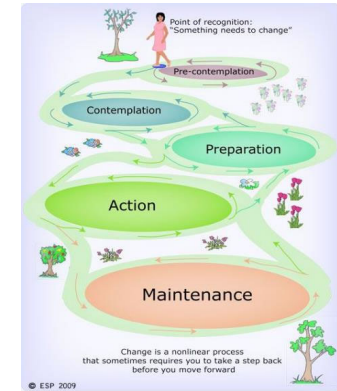 Point of recognition:
"Something needs to change"
Pre-contemplation
Contemplation
Preparation
Action
Maintenance
Change is a nonlinear process
that sometimes requires you to take a step back
before you move forward
© ESP 2009